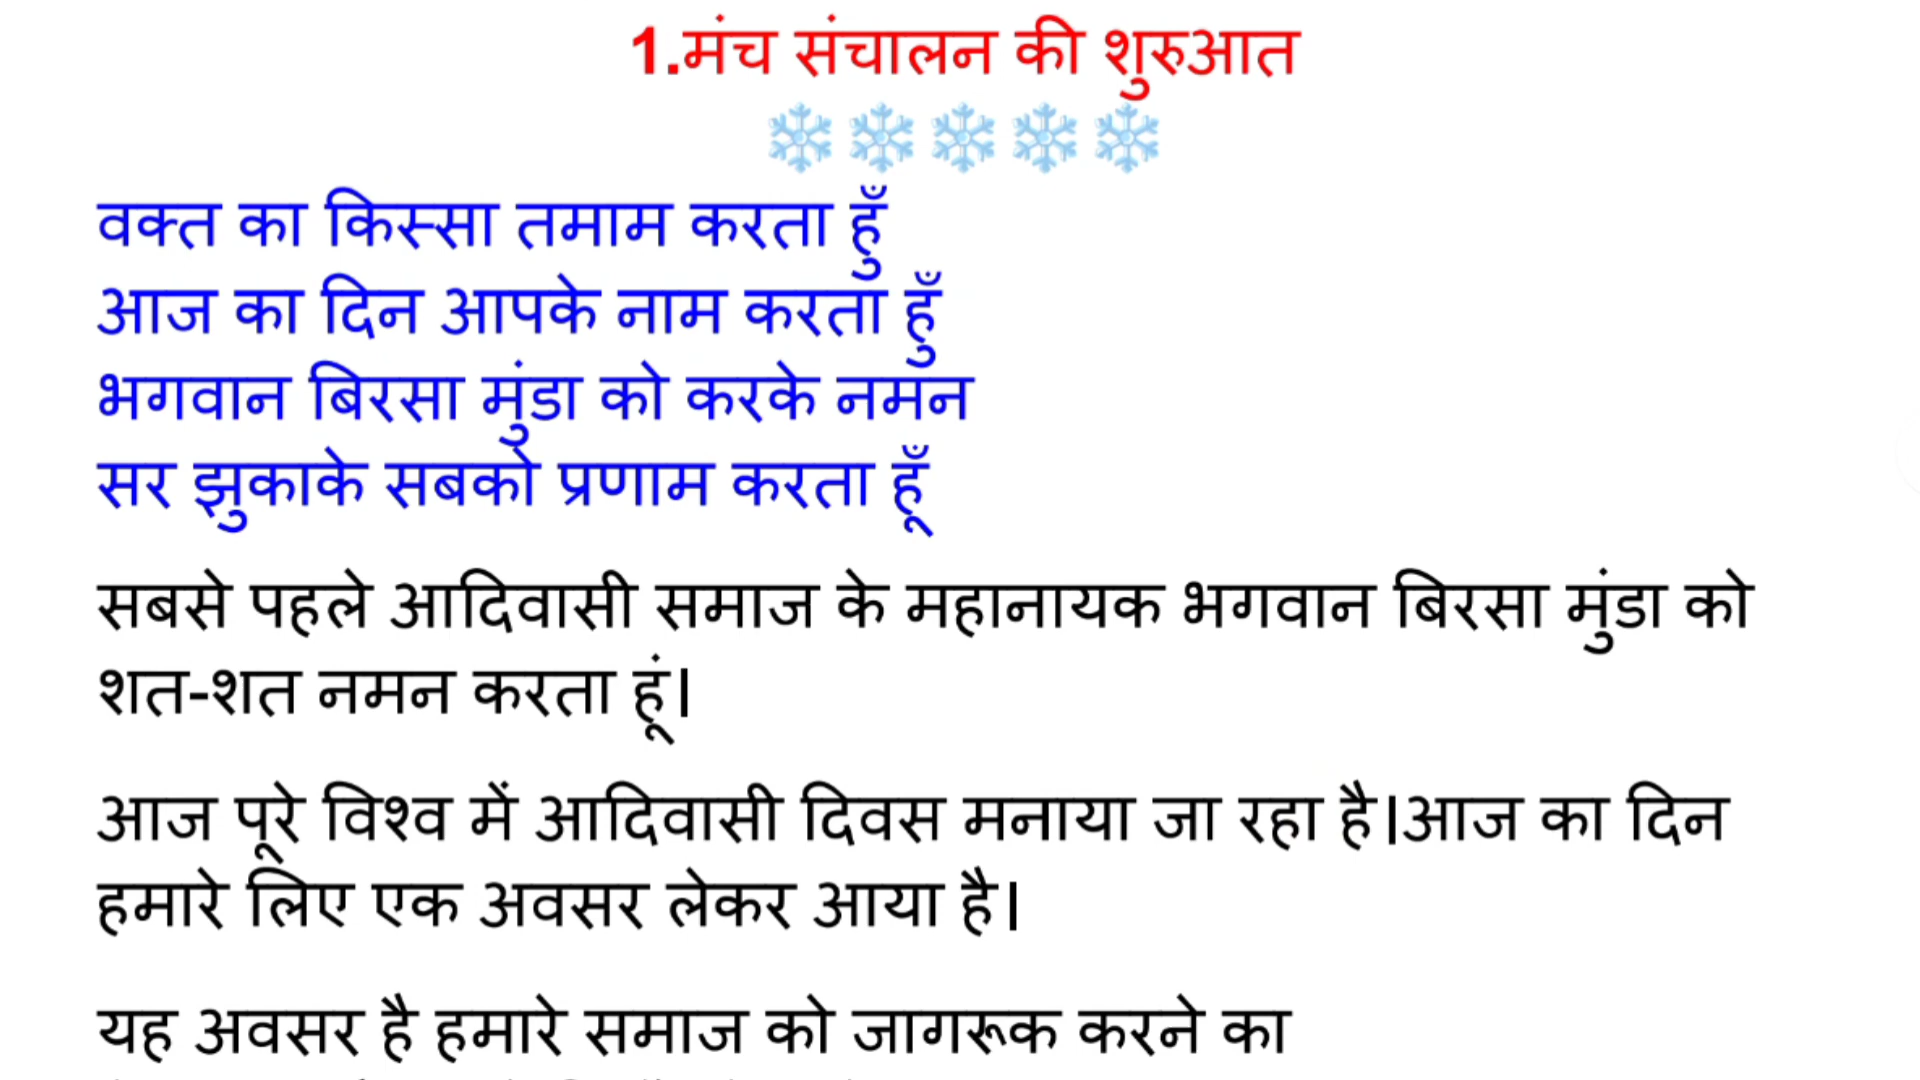 1.मंच संचालन की शुरुआत
❄️❄️❄️❄️❄️
वक्त का किस्सा तमाम करता हुँ
आज का दिन आपके नाम करता हुँ
भगवान बिरसा मुंडा को करके नमन
सर झुकाके सबको प्रणाम करता हूँ
सबसे पहले आदिवासी समाज के महानायक भगवान बिरसा मुंडा को
शत-शत नमन करता हूं।
आज पूरे विश्व में आदिवासी दिवस मनाया जा रहा है।आज का दिन
हमारे लिए एक अवसर लेकर आया है।
यह अवसर है हमारे समाज को जागरूक करने का